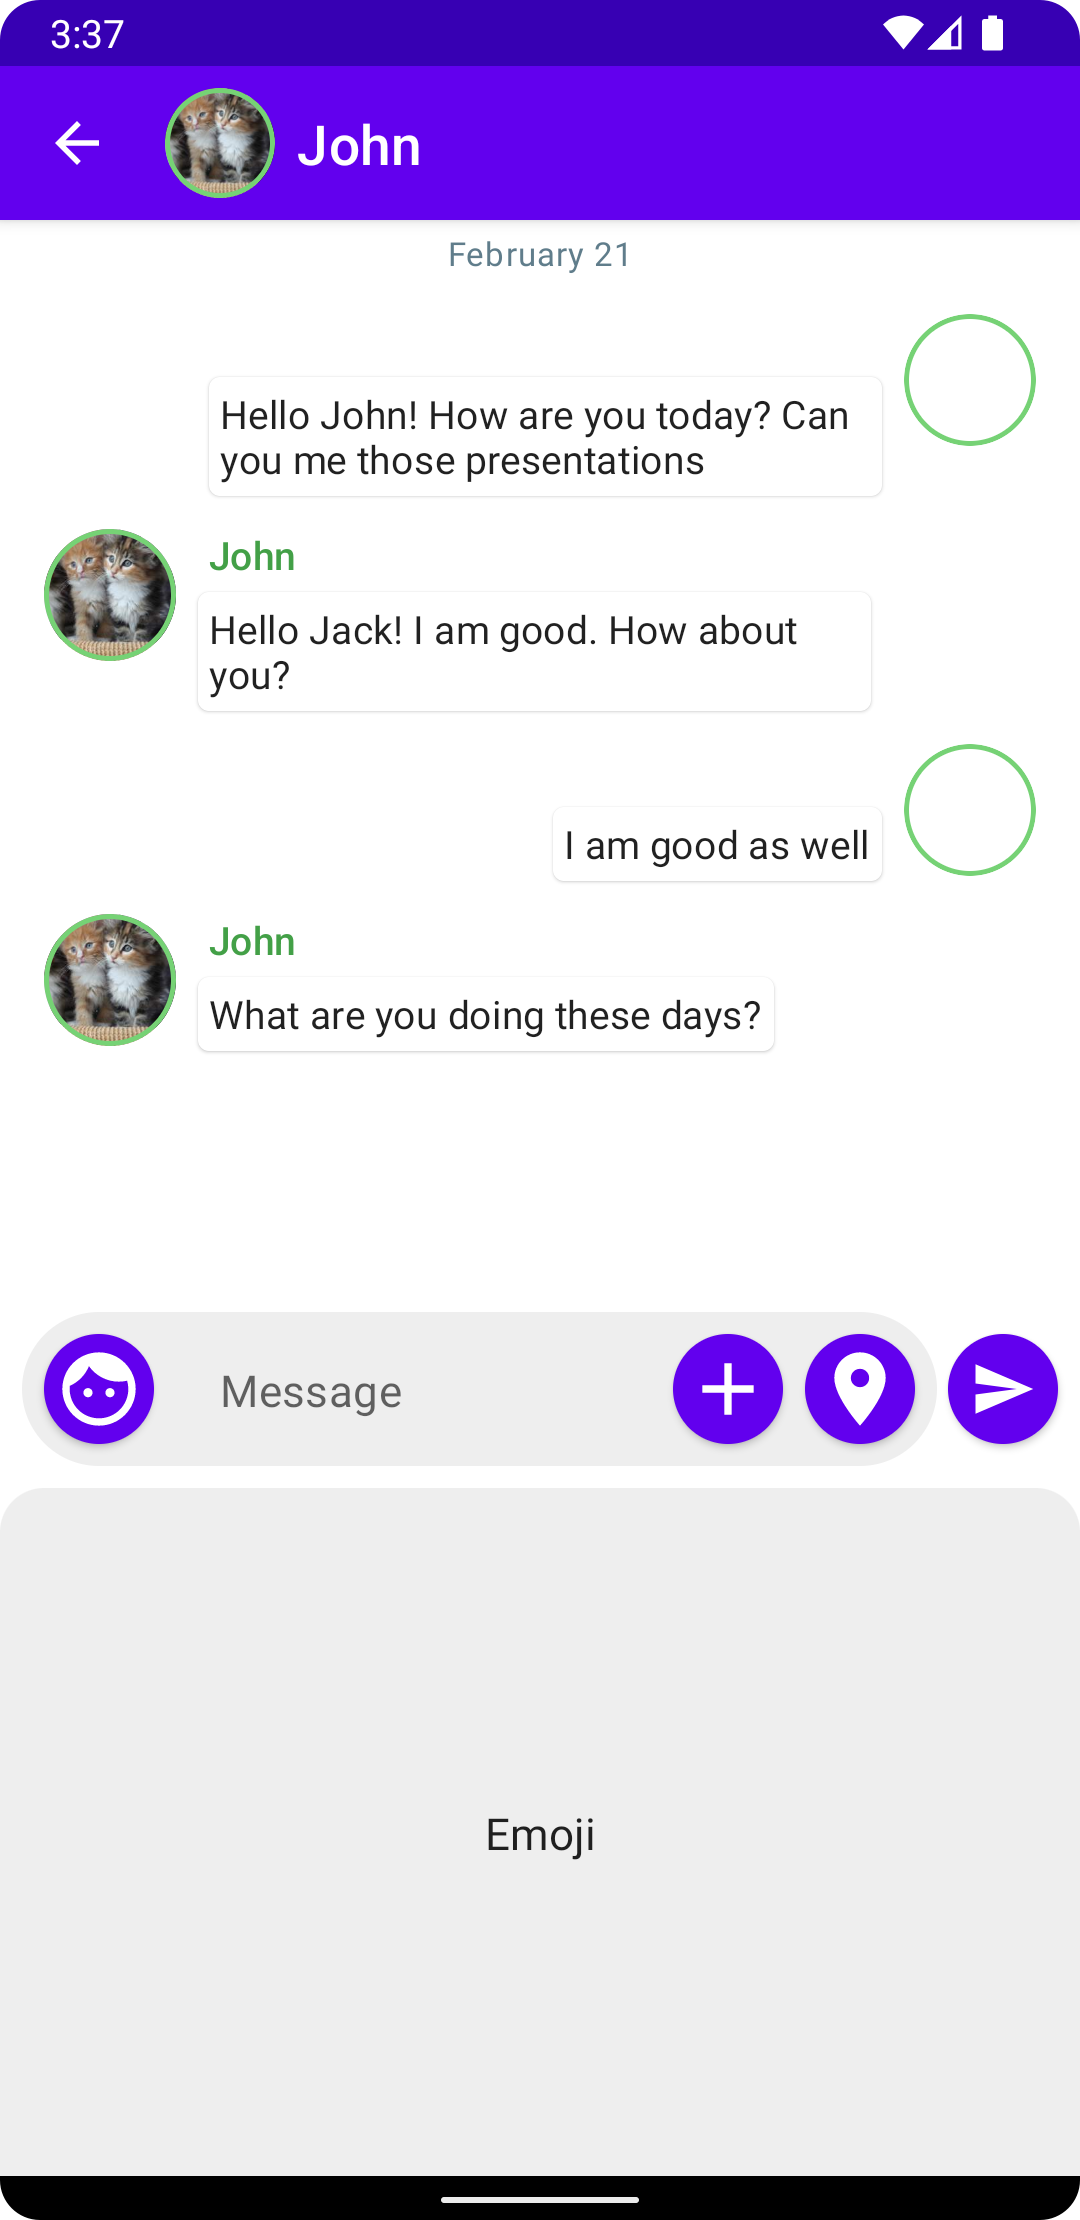 3:37
John
February 21
Hello John! How are you today? Can
you me those presentations
John
Hello Jack! I am good. How about
you?
I am good as well
John
What are you doing these days?
Message
Emoji